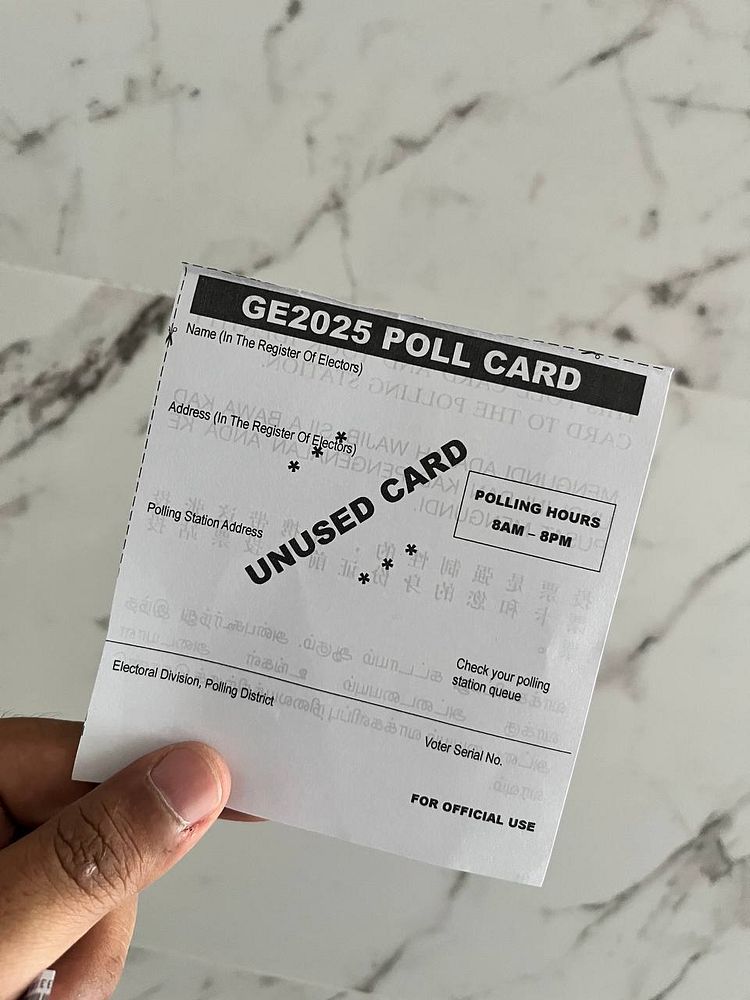 GE2025 POLL CARD
Name (In The Register Of Electors)
Address (In The Register Of Electors)
***
UNUSED CARD
***
Polling Station Address
POLLING HOURS
8AM – 8PM
Check your polling
station queue
Electoral Division, Polling District
Voter Serial No.
FOR OFFICIAL USE